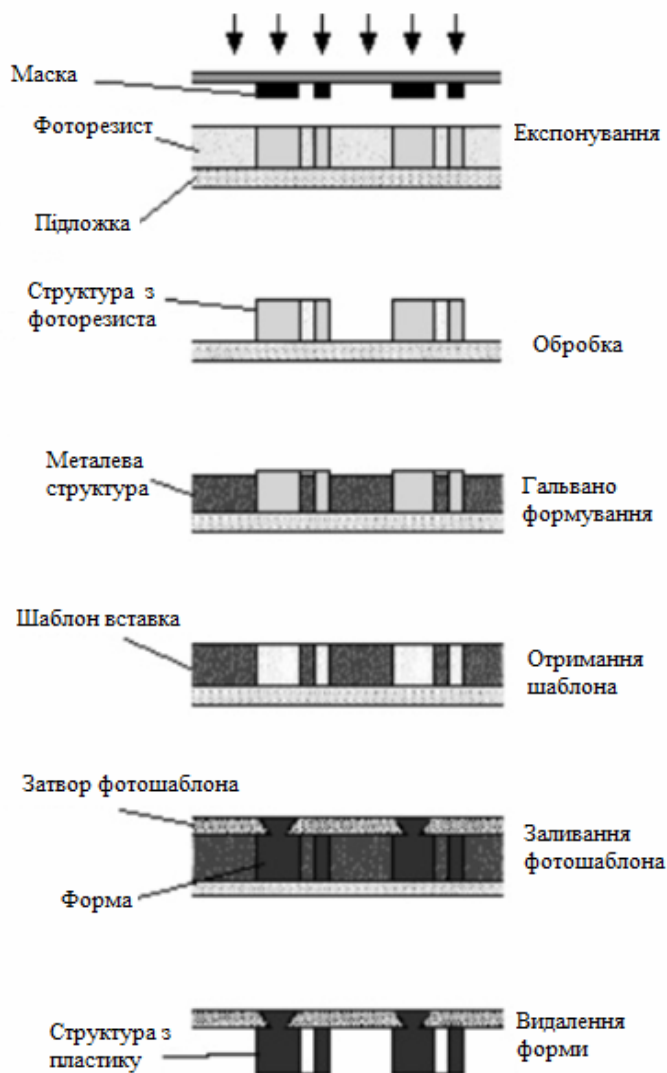 Маска
Фоторезист
Експонування
Підложка
Структура з
фоторезиста
Обробка
Металева
структура
Гальвано
формування
Шаблон вставка
Отримання
шаблона
Затвор фотошаблона
Заливання
фотошаблона
Форма
Структура з
пластику
Видалення
форми